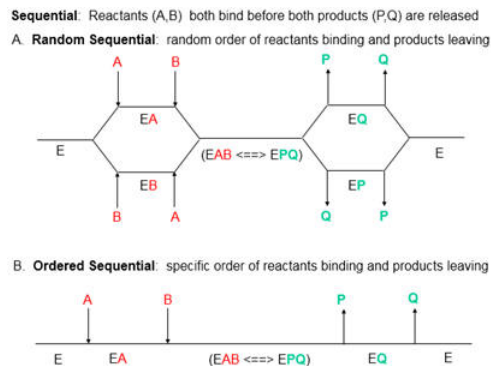 Sequential: Reactants (A,B) both bind before both products (P,Q) are released
A. Random Sequential: random order of reactants binding and products leaving
A B P Q
EA EQ
E (EAB <==> EPQ) E
EB EP
B A Q P
B. Ordered Sequential: specific order of reactants binding and products leaving
A B P Q
E EA (EAB <==> EPQ) EQ E